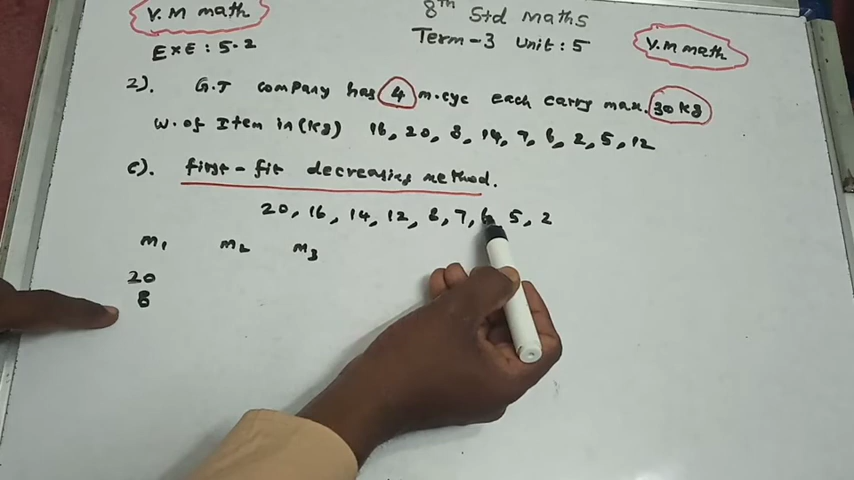 V.M math
8th Std Maths
Term-3 Unit:5
V.M math
EXE: 5.2
2). G.T company has 4 m.cyc each carry max. 30 kg
W. of Item in (kg) 16, 20, 8, 14, 7, 6, 2, 5, 12
c). first-fit decreasing method.
20, 16, 14, 12, 8, 7, 6, 5, 2
M1 M2 M3
20
8